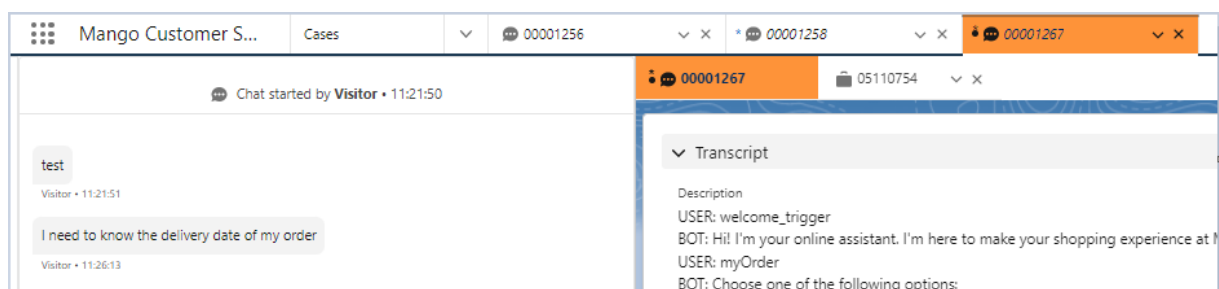 Mango Customer S...
Cases
00001256
* 00001258
* 00001267
Chat started by Visitor • 11:21:50
test
Visitor • 11:21:51
I need to know the delivery date of my order
Visitor • 11:26:13
* 00001267
05110754
Transcript
Description
USER: welcome_trigger
BOT: Hi! I'm your online assistant. I'm here to make your shopping experience at
USER: myOrder
BOT: Choose one of the following options: